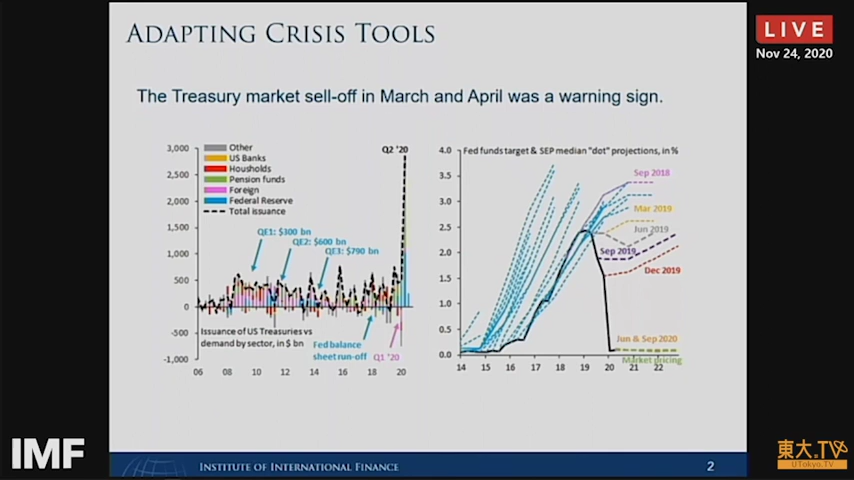 ADAPTING CRISIS TOOLS
LIVE
Nov 24, 2020
The Treasury market sell-off in March and April was a warning sign.
3,000
2,500
2,000
1,500
1,000
500
0
-500
-1,000
Other
US Banks
Housholds
Pension funds
Foreign
Federal Reserve
Total issuance
Q2 '20
QE1: $300 bn
QE2: $600 bn
QE3: $790 bn
Issuance of US Treasuries vs
demand by sector, in $ bn
Fed balance
sheet run-off
Q1 '20
06 08 10 12 14 16 18 20
Fed funds target & SEP median "dot" projections, in %
4.0
3.5
3.0
2.5
2.0
1.5
1.0
0.5
0.0
Sep 2018
Mar 2019
Jun 2019
Sep 2019
Dec 2019
Jun & Sep 2020
Market pricing
14 15 16 17 18 19 20 21 22
IMF
INSTITUTE OF INTERNATIONAL FINANCE
2
東大.TV
UTokyo.TV